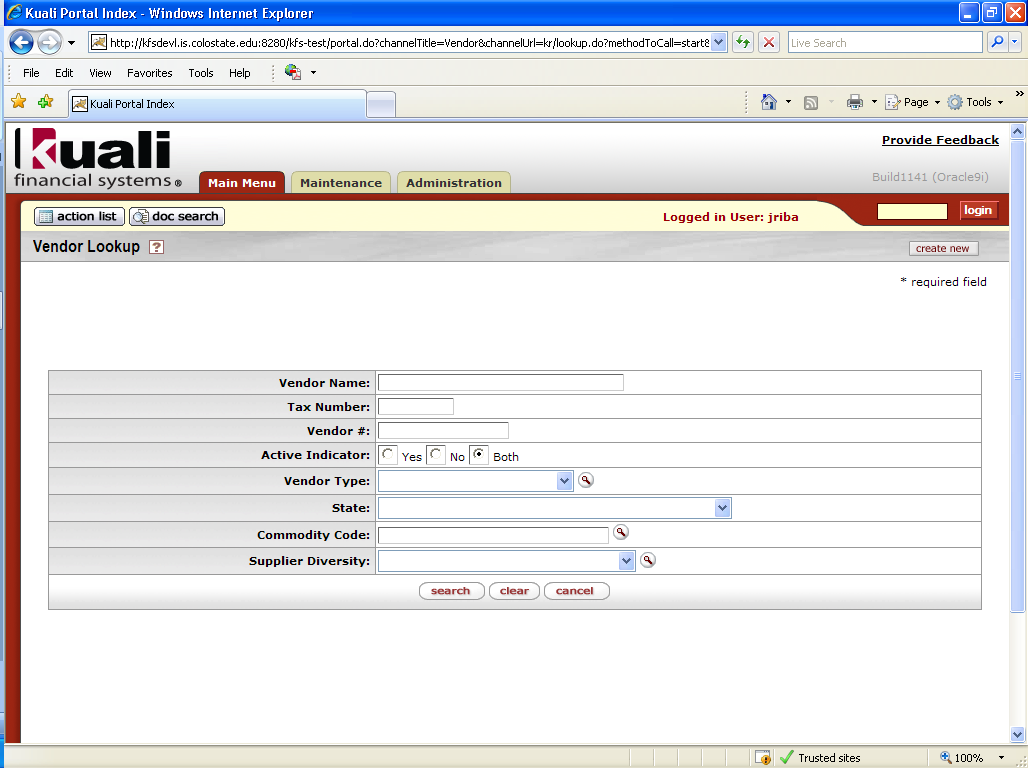 Kuali Portal Index - Windows Internet Explorer
http://kfsdevl.is.colostate.edu:8280/kfs-test/portal.do?channelTitle=Vendor&channelUrl=kr/lookup.do?methodToCall=start&
Live Search
File Edit View Favorites Tools Help
Kuali Portal Index
Page Tools »
Kuali
financial systems ®
Provide Feedback
Main Menu Maintenance Administration
Build1141 (Oracle9i)
action list doc search
Logged in User: jriba
login
Vendor Lookup ?
create new
* required field
Vendor Name:
Tax Number:
Vendor #:
Active Indicator: Yes No Both
Vendor Type:
State:
Commodity Code:
Supplier Diversity:
search clear cancel
Trusted sites
100%